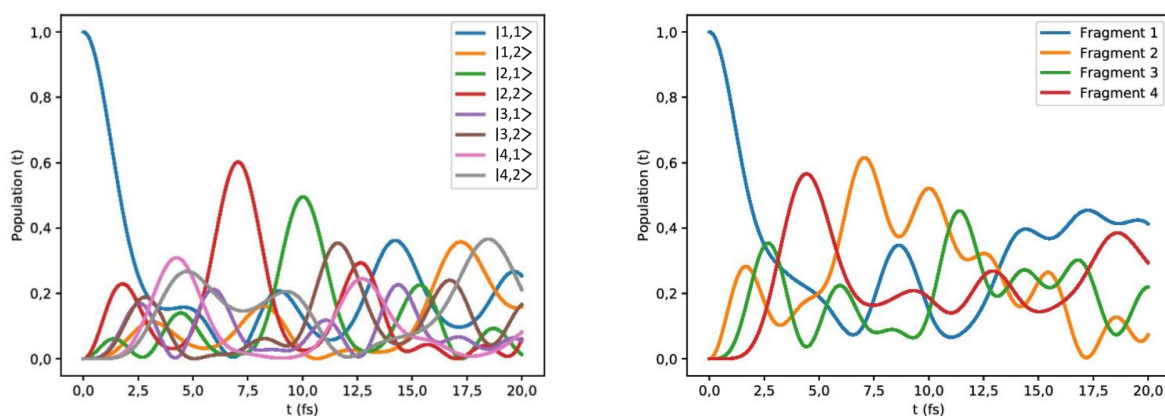 1,0
0,8
0,6
0,4
0,2
0,0
Population (t)
0,0 2,5 5,0 7,5 10,0 12,5 15,0 17,5 20,0
t (fs)
|1,1>
|1,2>
|2,1>
|2,2>
|3,1>
|3,2>
|4,1>
|4,2>
1,0
0,8
0,6
0,4
0,2
0,0
Population (t)
0,0 2,5 5,0 7,5 10,0 12,5 15,0 17,5 20,0
t (fs)
Fragment 1
Fragment 2
Fragment 3
Fragment 4